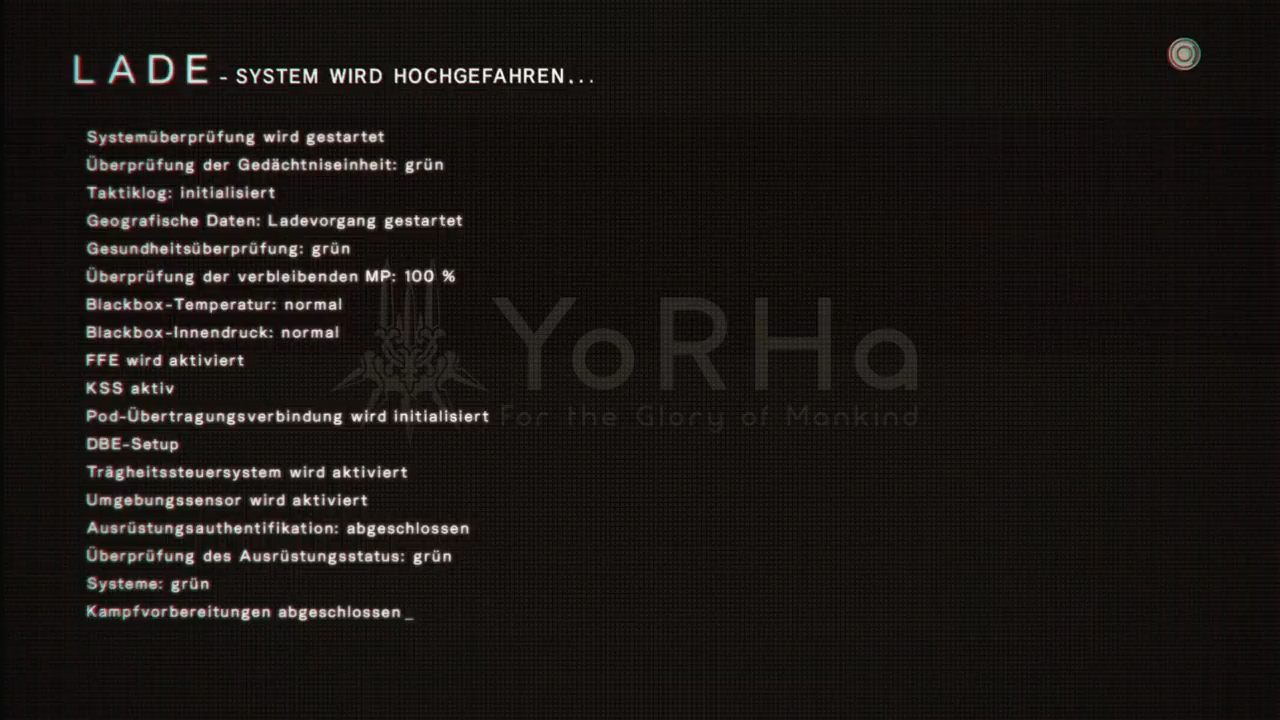 LADE - SYSTEM WIRD HOCHGEFAHREN...
Systemüberprüfung wird gestartet
Überprüfung der Gedächtniseinheit: grün
Taktiklog: initialisiert
Geografische Daten: Ladevorgang gestartet
Gesundheitsüberprüfung: grün
Überprüfung der verbleibenden MP: 100 %
Blackbox-Temperatur: normal
Blackbox-Innendruck: normal
FFE wird aktiviert
KSS aktiv
Pod-Übertragungsverbindung wird initialisiert
DBE-Setup
Trägheitssteuersystem wird aktiviert
Umgebungssensor wird aktiviert
Ausrüstungsauthentifikation: abgeschlossen
Überprüfung des Ausrüstungsstatus: grün
Systeme: grün
Kampfvorbereitungen abgeschlossen_
YoRHa
For the Glory of Mankind